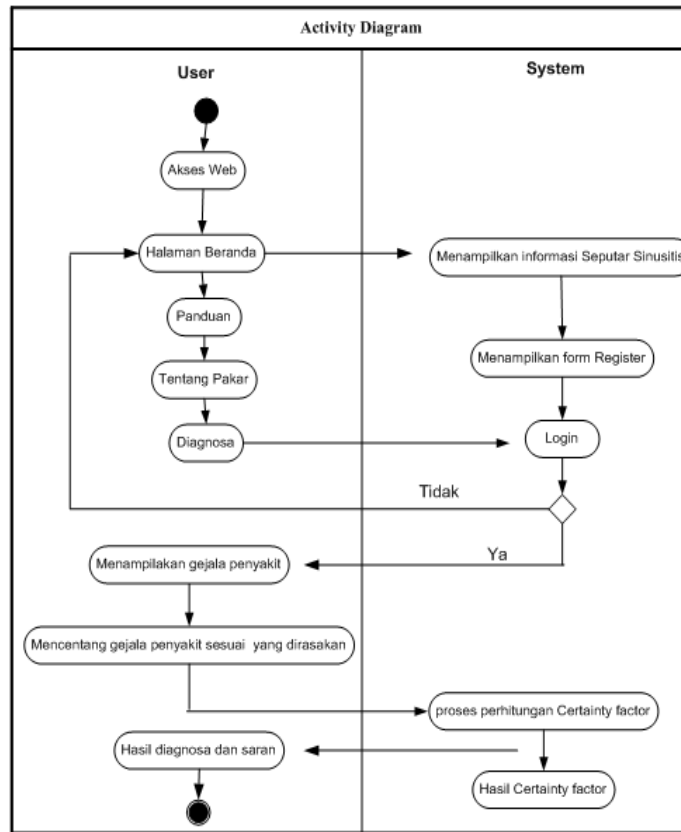 Activity Diagram
User
System
Akses Web
Halaman Beranda
Menampilkan informasi Seputar Sinusitis
Panduan
Menampilkan form Register
Tentang Pakar
Diagnosa
Login
Tidak
Ya
Menampilakan gejala penyakit
Mencentang gejala penyakit sesuai yang dirasakan
proses perhitungan Certainty factor
Hasil diagnosa dan saran
Hasil Certainty factor